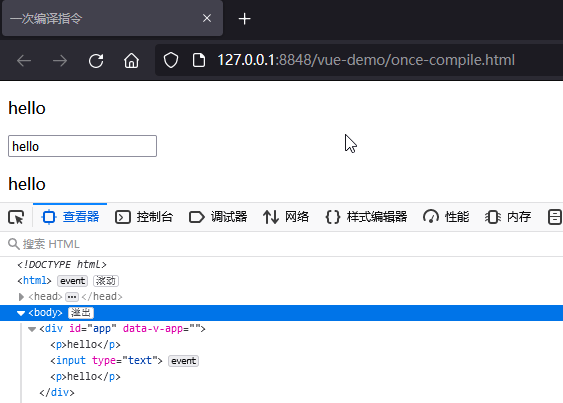 一次编译指令
127.0.0.1:8848/vue-demo/once-compile.html
hello
hello
hello
查看器 控制台 调试器 网络 样式编辑器 性能 内存
搜索 HTML
<!DOCTYPE html>
<html> event 滚动
<head> ••• </head>
<body> 溢出
<div id="app" data-v-app="">
<p>hello</p>
<input type="text"> event
<p>hello</p>
</div>